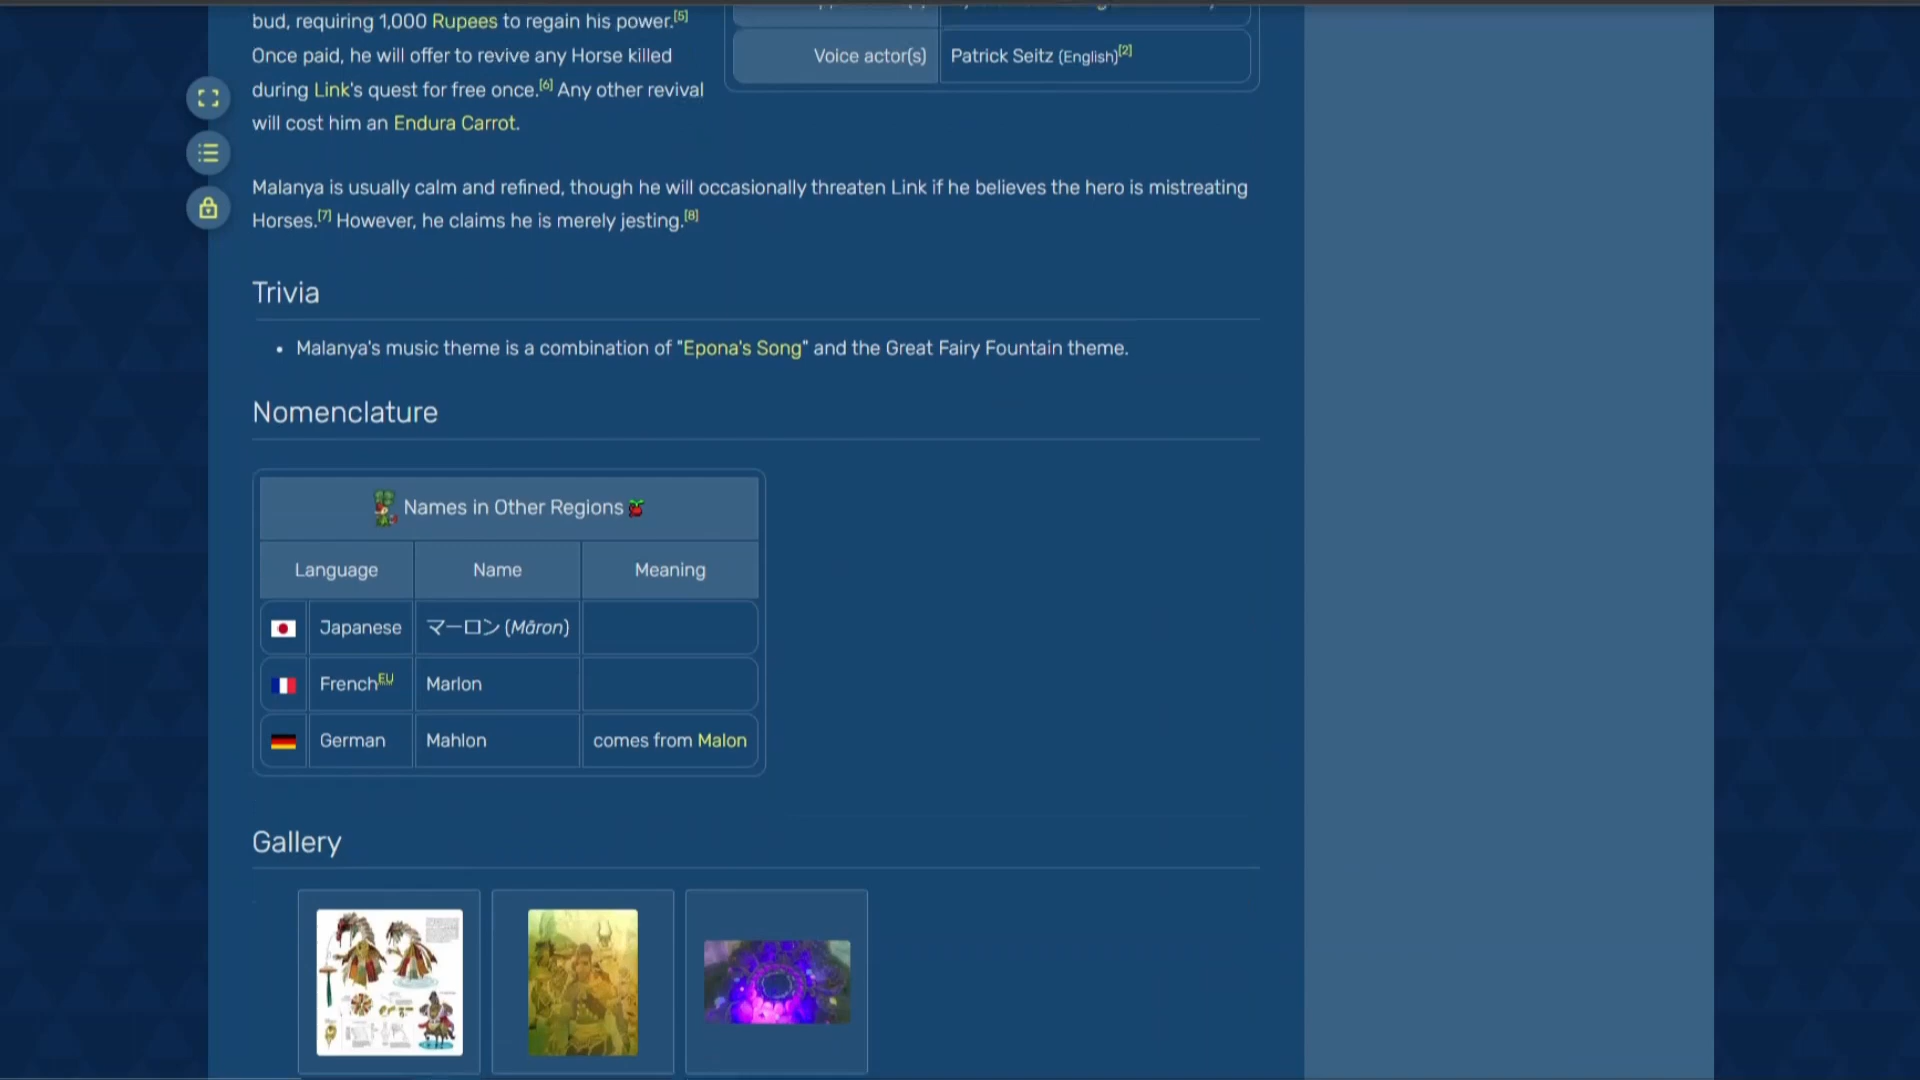 bud, requiring 1,000 Rupees to regain his power.[5]
Once paid, he will offer to revive any Horse killed
during Link's quest for free once.[6] Any other revival
will cost him an Endura Carrot.
Voice actor(s) Patrick Seitz (English)[2]
Malanya is usually calm and refined, though he will occasionally threaten Link if he believes the hero is mistreating
Horses.[7] However, he claims he is merely jesting.[8]
Trivia
• Malanya's music theme is a combination of "Epona's Song" and the Great Fairy Fountain theme.
Nomenclature
Names in Other Regions
Language Name Meaning
Japanese マーロン (Māron)
FrenchEU Marlon
German Mahlon comes from Malon
Gallery